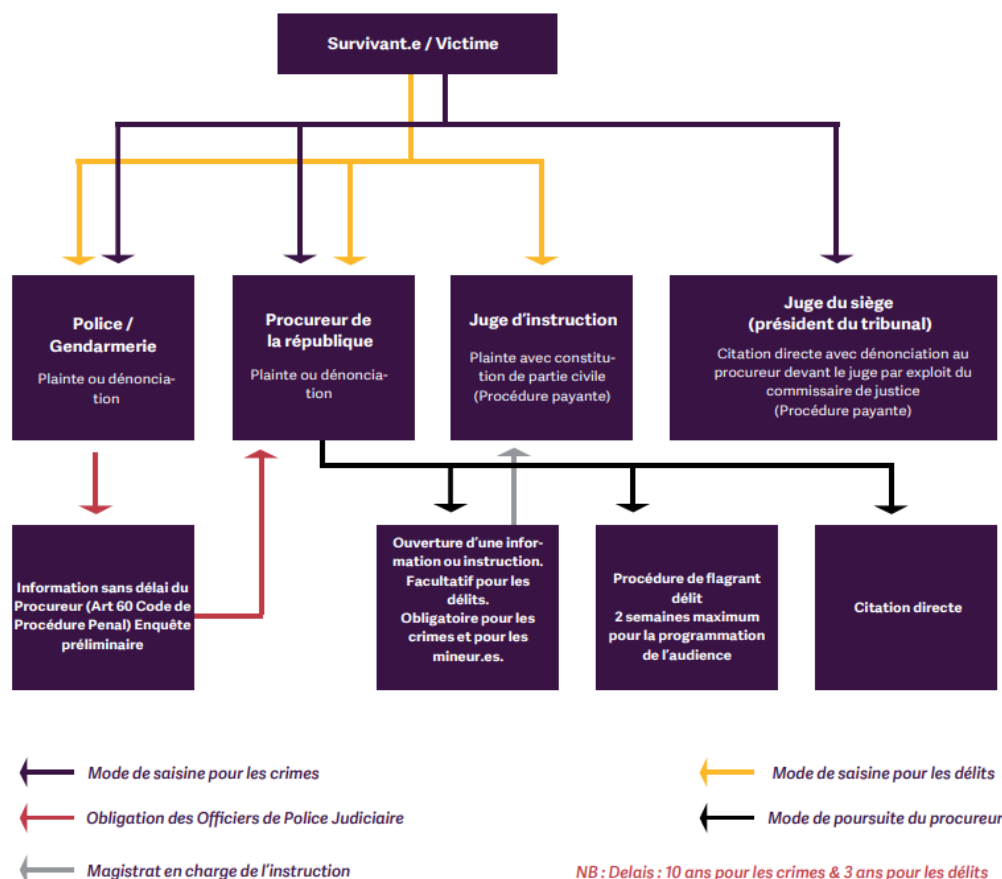 Survivant.e / Victime
Police /
Gendarmerie
Plainte ou dénoncia-
tion
Procureur de
la république
Plainte ou dénoncia-
tion
Juge d'instruction
Plainte avec constitu-
tion de partie civile
(Procédure payante)
Juge du siège
(président du tribunal)
Citation directe avec dénonciation au
procureur devant le juge par exploit du
commissaire de justice
(Procédure payante)
Information sans délai du
Procureur (Art 60 Code de
Procédure Penal) Enquête
préliminaire
Ouverture d'une infor-
mation ou instruction.
Facultatif pour les
délits.
Obligatoire pour les
crimes et pour les
mineur.es.
Procédure de flagrant
délit
2 semaines maximum
pour la programmation
de l'audience
Citation directe
Mode de saisine pour les crimes
Mode de saisine pour les délits
Obligation des Officiers de Police Judiciaire
Mode de poursuite du procureur
Magistrat en charge de l'instruction
NB : Delais : 10 ans pour les crimes & 3 ans pour les délits